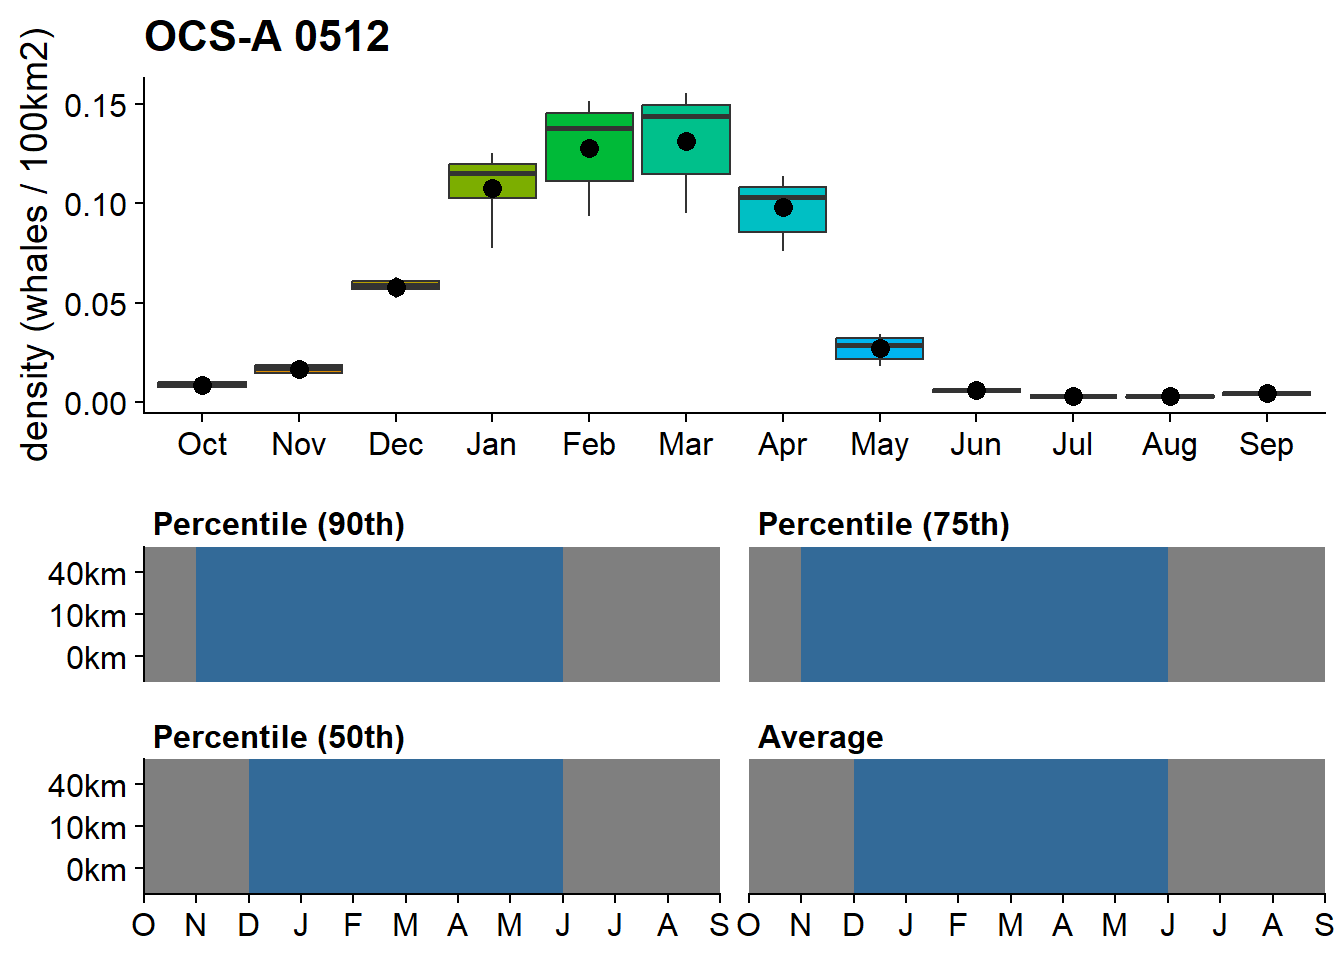 OCS-A 0512
density (whales / 100km2)
0.15
0.10
0.05
0.00
Oct Nov Dec Jan Feb Mar Apr May Jun Jul Aug Sep
Percentile (90th) Percentile (75th)
40km
10km
0km
Percentile (50th) Average
40km
10km
0km
O N D J F M A M J J A S O N D J F M A M J J A S